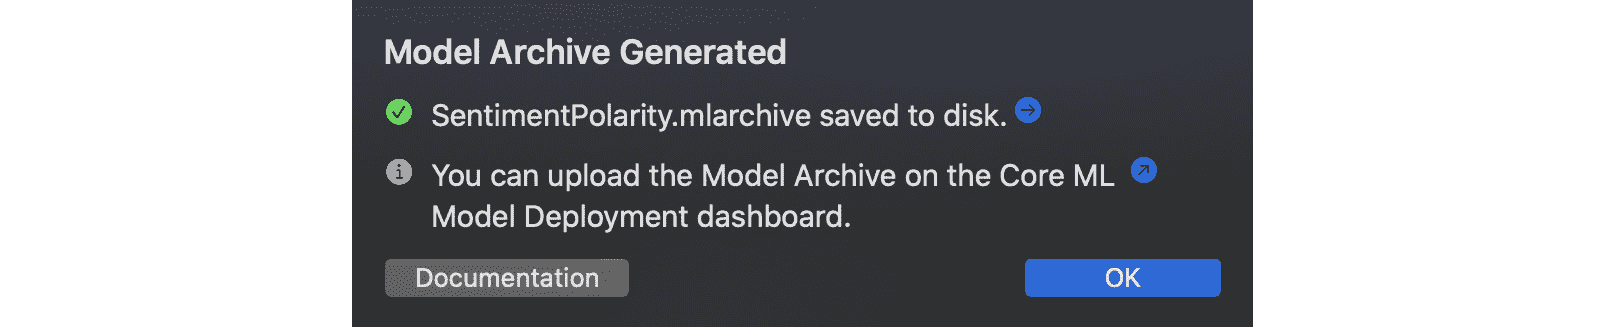 Model Archive Generated
SentimentPolarity.mlarchive saved to disk.
You can upload the Model Archive on the Core ML
Model Deployment dashboard.
Documentation
OK